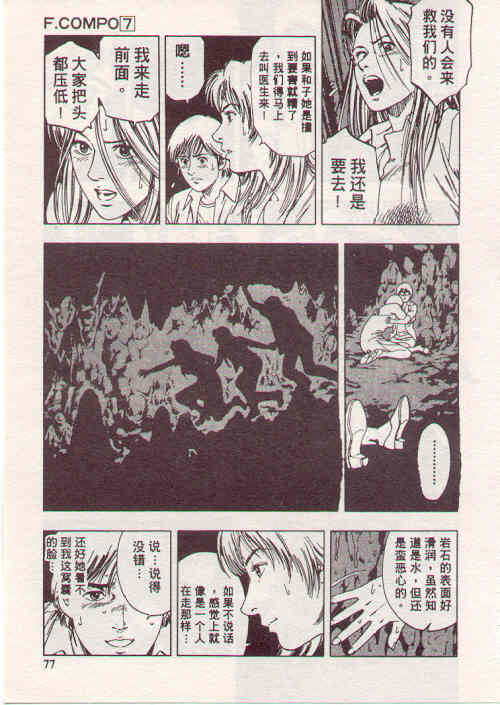 F.COMPO 7
没有人会来
救我们的。
我还是
要去！
如果和子她是撞
到要害就糟了
，我们得马上
去叫医生来！
嗯
……
我来走
前面。
大家把头
都压低！
…………
岩石的表面好
滑润，虽然知
道是水，但还
是蛮恶心的。
如果不说话
，感觉上就
像是一个人
在走那样…
说…说得
没错…
还好她看不
到我这窝囊
的脸…
77